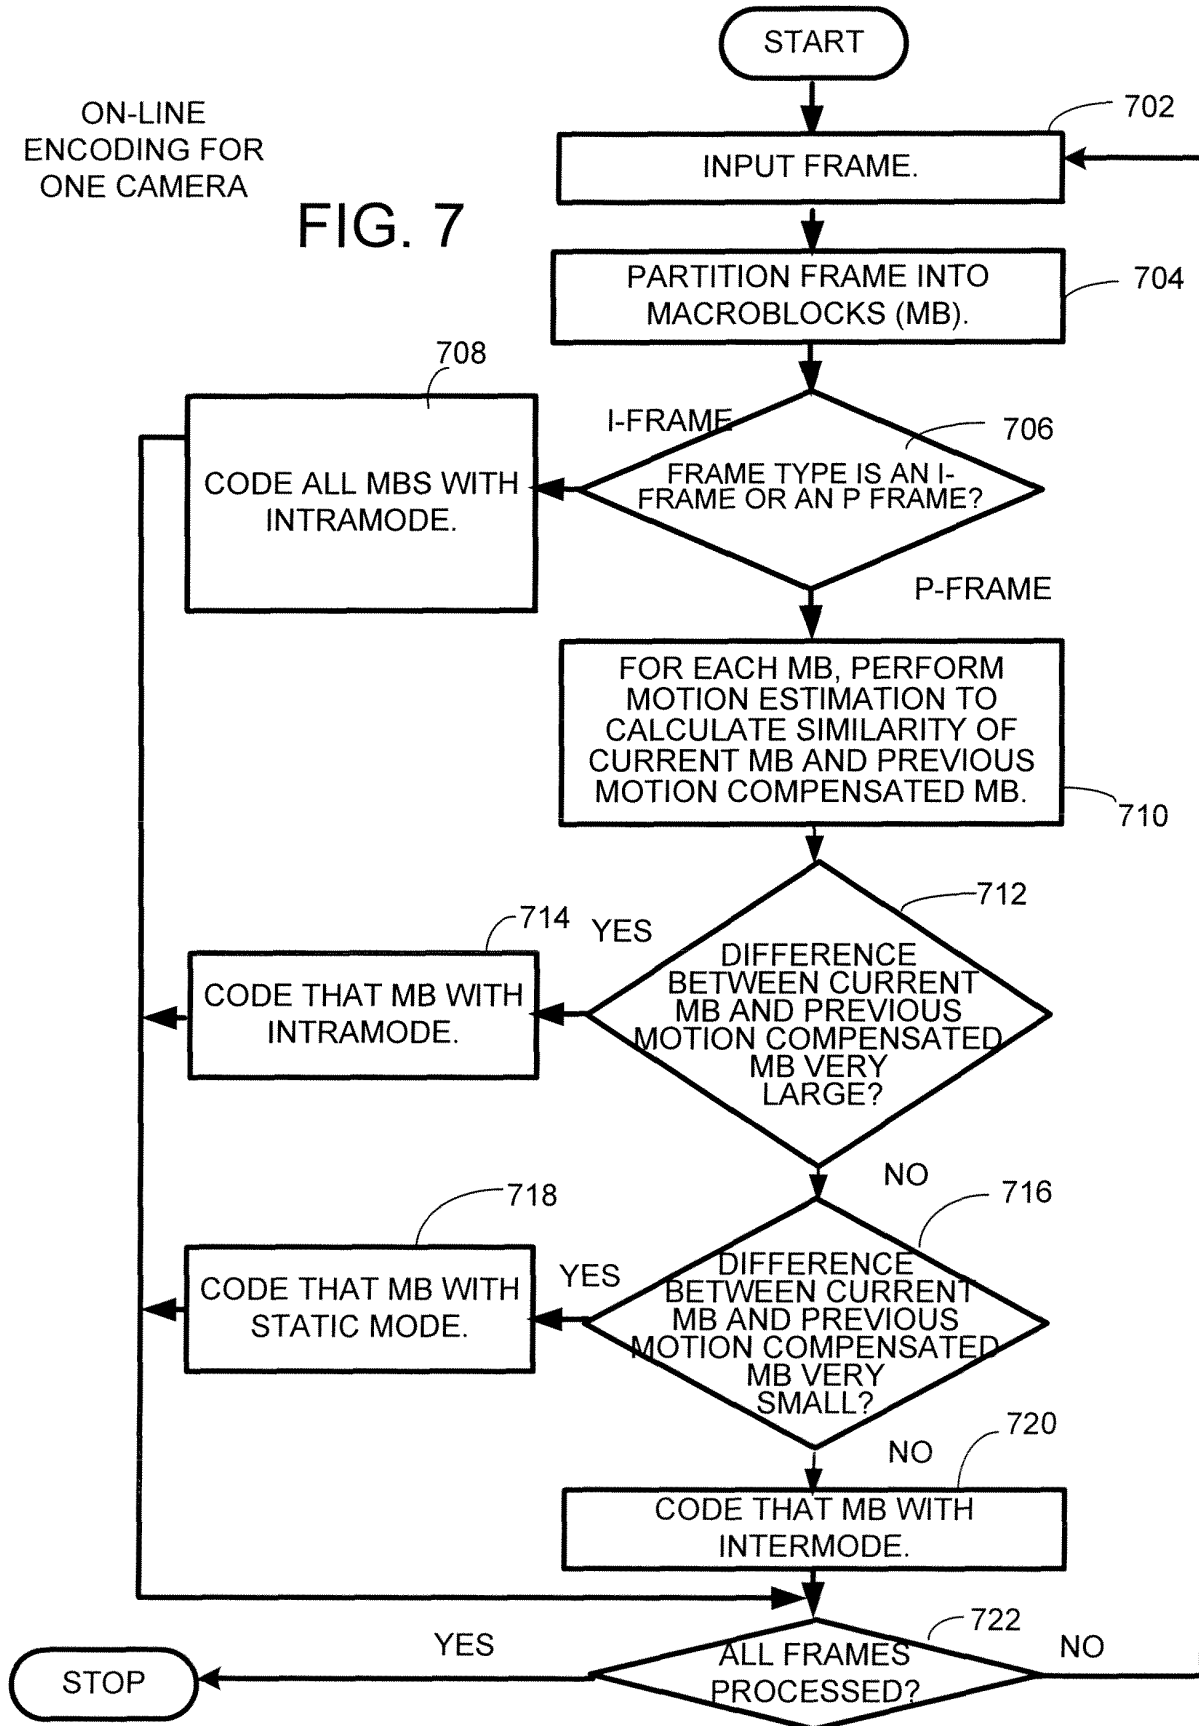 START
ON-LINE
ENCODING FOR
ONE CAMERA
FIG. 7
702
INPUT FRAME.
PARTITION FRAME INTO
MACROBLOCKS (MB).
704
708
I-FRAME
706
CODE ALL MBS WITH
INTRAMODE.
FRAME TYPE IS AN I-
FRAME OR AN P FRAME?
P-FRAME
FOR EACH MB, PERFORM
MOTION ESTIMATION TO
CALCULATE SIMILARITY OF
CURRENT MB AND PREVIOUS
MOTION COMPENSATED MB.
710
712
714
YES
DIFFERENCE
BETWEEN CURRENT
MB AND PREVIOUS
MOTION COMPENSATED
MB VERY
LARGE?
CODE THAT MB WITH
INTRAMODE.
NO
716
718
YES
DIFFERENCE
BETWEEN CURRENT
MB AND PREVIOUS
MOTION COMPENSATED
MB VERY
SMALL?
CODE THAT MB WITH
STATIC MODE.
NO
720
CODE THAT MB WITH
INTERMODE.
722
YES
ALL FRAMES
PROCESSED?
NO
STOP